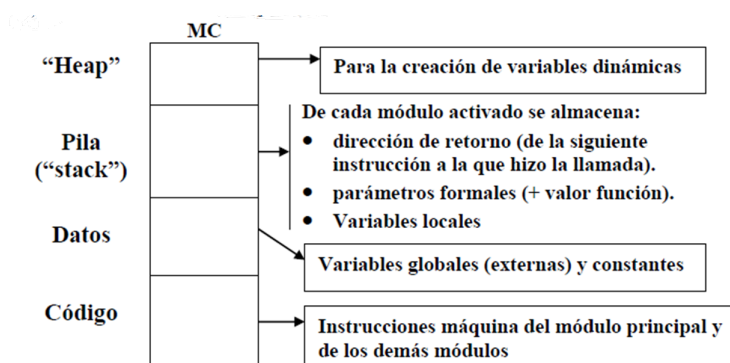 MC
“Heap”
Para la creación de variables dinámicas
Pila
(“stack”)
De cada módulo activado se almacena:
• dirección de retorno (de la siguiente
instrucción a la que hizo la llamada).
• parámetros formales (+ valor función).
• Variables locales
Datos
Variables globales (externas) y constantes
Código
Instrucciones máquina del módulo principal y
de los demás módulos